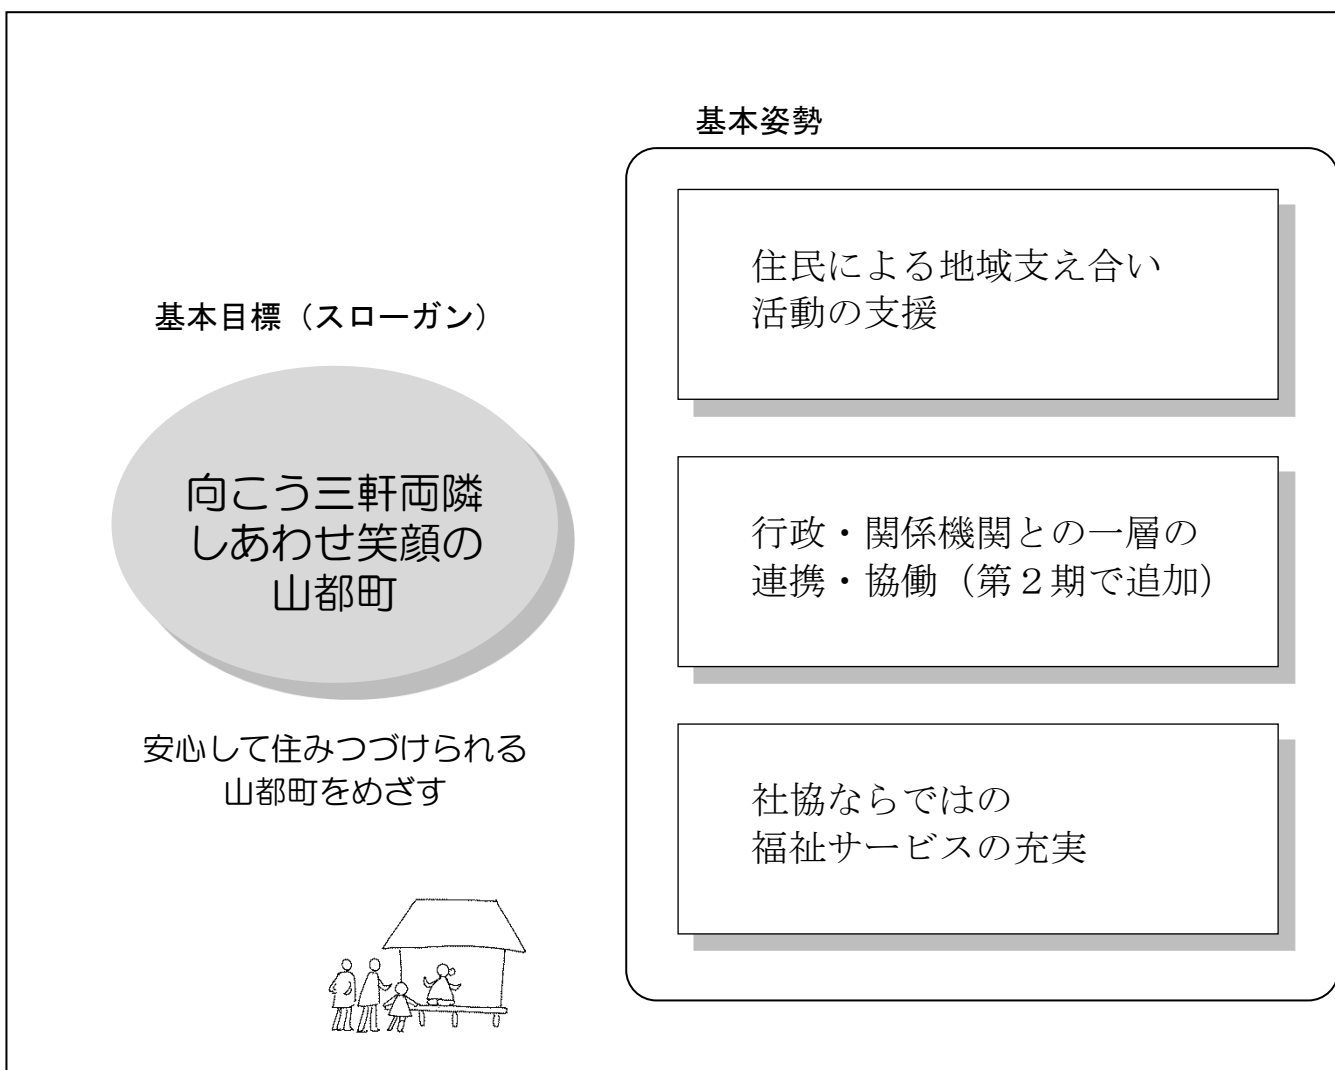 基本目標（スローガン）
向こう三軒両隣
しあわせ笑顔の
山都町
安心して住みつづけられる
山都町をめざす
基本姿勢
住民による地域支え合い
活動の支援
行政・関係機関との一層の
連携・協働（第２期で追加）
社協ならではの
福祉サービスの充実